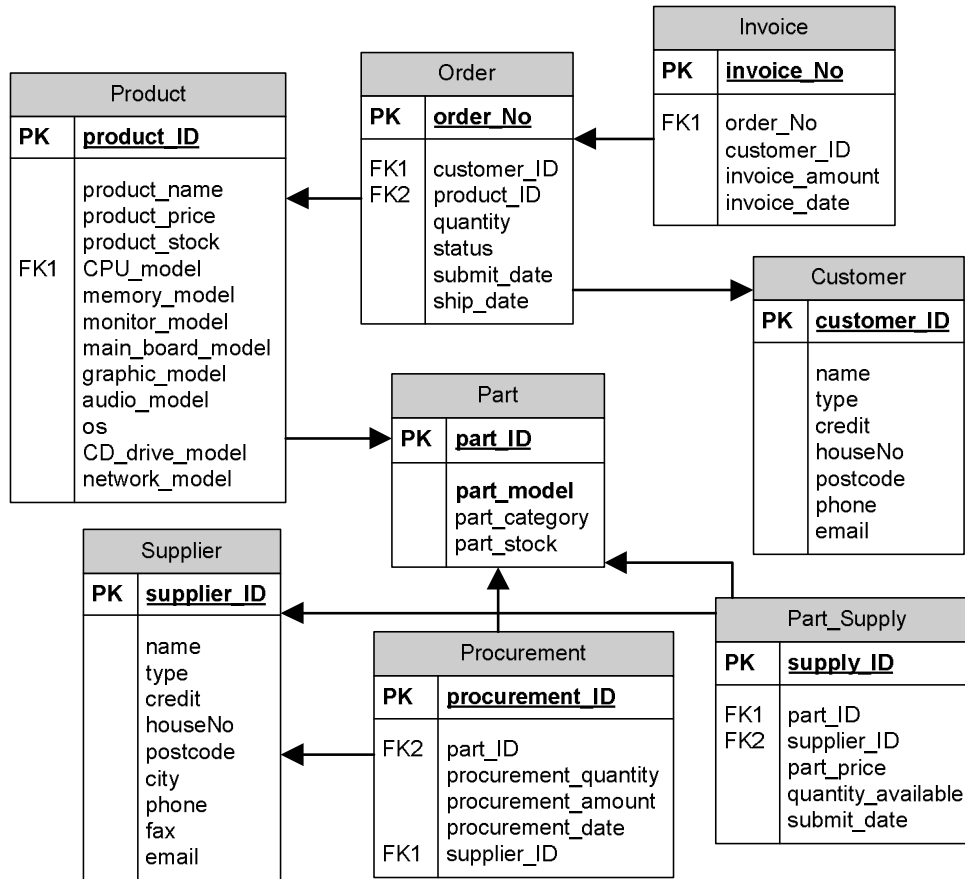 Product
PK product_ID
product_name
product_price
product_stock
FK1 CPU_model
memory_model
monitor_model
main_board_model
graphic_model
audio_model
os
CD_drive_model
network_model
Order
PK order_No
FK1 customer_ID
FK2 product_ID
quantity
status
submit_date
ship_date
Invoice
PK invoice_No
FK1 order_No
customer_ID
invoice_amount
invoice_date
Customer
PK customer_ID
name
type
credit
houseNo
postcode
phone
email
Part
PK part_ID
part_model
part_category
part_stock
Supplier
PK supplier_ID
name
type
credit
houseNo
postcode
city
phone
fax
email
Procurement
PK procurement_ID
FK2 part_ID
procurement_quantity
procurement_amount
procurement_date
FK1 supplier_ID
Part_Supply
PK supply_ID
FK1 part_ID
FK2 supplier_ID
part_price
quantity_available
submit_date